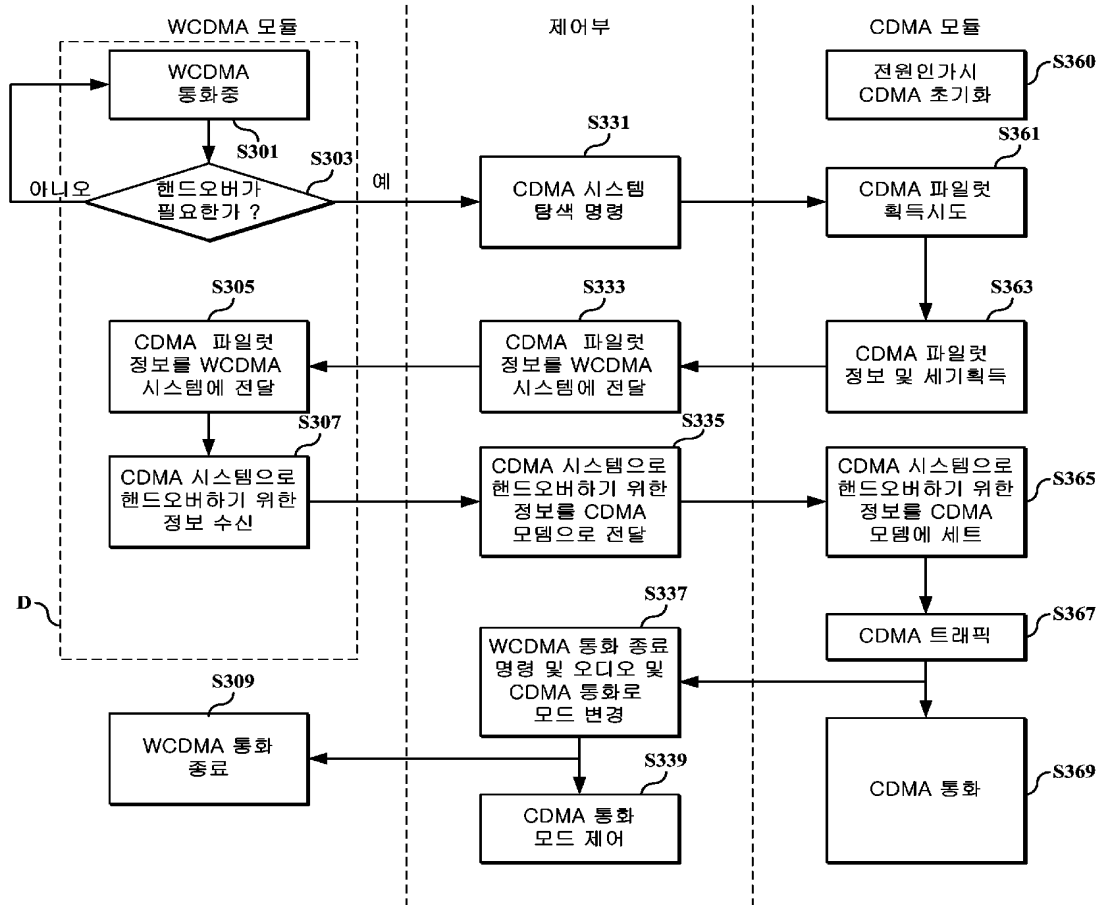 WCDMA 모듈
제어부
CDMA 모듈
WCDMA
통화중
S301
전원인가시
CDMA 초기화
S360
S303
핸드오버가
필요한가 ?
아니오
예
S331
CDMA 시스템
탐색 명령
S361
CDMA 파일럿
획득시도
S305
CDMA 파일럿
정보를 WCDMA
시스템에 전달
S333
CDMA 파일럿
정보를 WCDMA
시스템에 전달
S363
CDMA 파일럿
정보 및 세기획득
S307
CDMA 시스템으로
핸드오버하기 위한
정보 수신
S335
CDMA 시스템으로
핸드오버하기 위한
정보를 CDMA
모뎀으로 전달
CDMA 시스템으로
핸드오버하기 위한
정보를 CDMA
모뎀에 세트
S365
D
S337
WCDMA 통화 종료
명령 및 오디오 및
CDMA 통화로
모드 변경
CDMA 트래픽
S367
S309
WCDMA 통화
종료
S339
CDMA 통화
모드 제어
CDMA 통화
S369